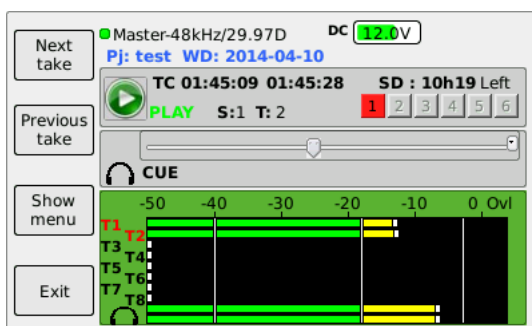 Next take
Master-48kHz/29.97D DC 12.0V
Pj: test WD: 2014-04-10
TC 01:45:09 01:45:28 SD : 10h19 Left
PLAY S:1 T: 2 1 2 3 4 5 6
Previous take
CUE
Show menu
-50 -40 -30 -20 -10 0 Ovl
T1
T2
T3
T4
T5
T6
T7
T8
Exit